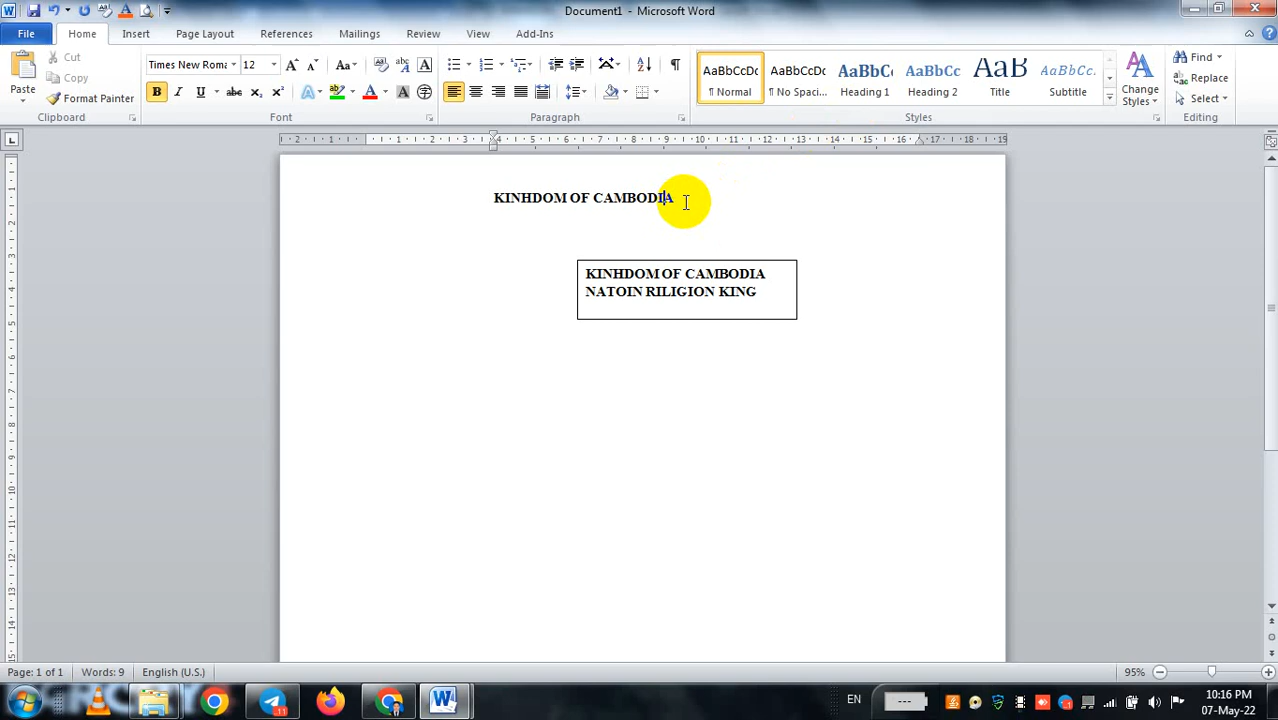 Document1 - Microsoft Word
File Home Insert Page Layout References Mailings Review View Add-Ins
Paste
Cut
Copy
Format Painter
Clipboard
Times New Roma 12
Font
Paragraph
AaBbCcDc AaBbCcDc AaBbCc AaBbCc AaB AaBbCc
¶ Normal ¶ No Spaci... Heading 1 Heading 2 Title Subtitle
Change Styles
Styles
Find
Replace
Select
Editing
KINHDOM OF CAMBODIA
KINHDOM OF CAMBODIA
NATOIN RILIGION KING
Page: 1 of 1 Words: 9 English (U.S.) 95%
EN
10:16 PM
07-May-22